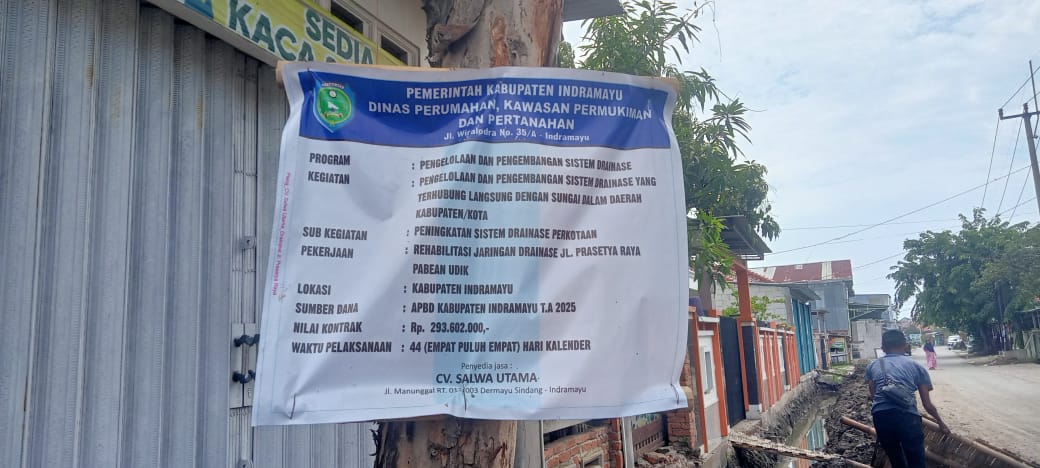 SEDIA
KACA
PEMERINTAH KABUPATEN INDRAMAYU
DINAS PERUMAHAN, KAWASAN PERMUKIMAN
DAN PERTANAHAN
Jl. Wiralodra No. 35/A - Indramayu
PROGRAM : PENGELOLAAN DAN PENGEMBANGAN SISTEM DRAINASE
KEGIATAN : PENGELOLAAN DAN PENGEMBANGAN SISTEM DRAINASE YANG
TERHUBUNG LANGSUNG DENGAN SUNGAI DALAM DAERAH
KABUPATEN/KOTA
SUB KEGIATAN : PENINGKATAN SISTEM DRAINASE PERKOTAAN
PEKERJAAN : REHABILITASI JARINGAN DRAINASE JL. PRASETYA RAYA
PABEAN UDIK
LOKASI : KABUPATEN INDRAMAYU
SUMBER DANA : APBD KABUPATEN INDRAMAYU T.A 2025
NILAI KONTRAK : Rp. 293.602.000,-
WAKTU PELAKSANAAN : 44 (EMPAT PULUH EMPAT) HARI KALENDER
Penyedia Jasa :
CV. SALWA UTAMA
Jl. Manunggal RT. 003 Dermayu Sindang - Indramayu